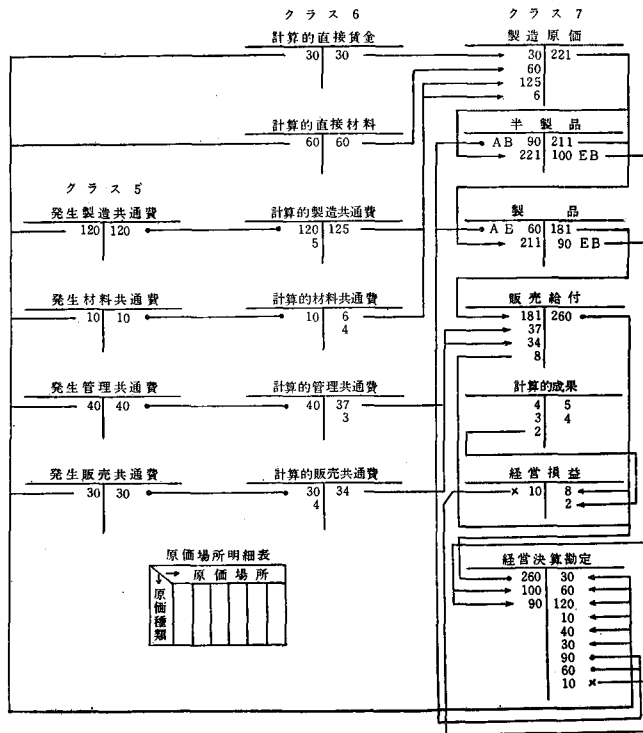 クラス 6
クラス 7
計算的直接賃金
30 30
製造原価
30 221
60
125
6
計算的直接材料
60 60
半製品
AB 90 211
221 100 EB
クラス 5
発生製造共通費
120 120
計算的製造共通費
120 125
5
製品
AB 60 181
211 90 EB
発生材料共通費
10 10
計算的材料共通費
10 6
4
販売給付
181 260
37
34
8
発生管理共通費
40 40
計算的管理共通費
40 37
3
計算的成果
4 5
3 4
2
発生販売共通費
30 30
計算的販売共通費
30 34
4
経営損益
× 10 8
2
原価場所明細表
原価場所
原価種類
経営決算勘定
260 30
100 60
90 120
10
40
30
90
60
10 ×